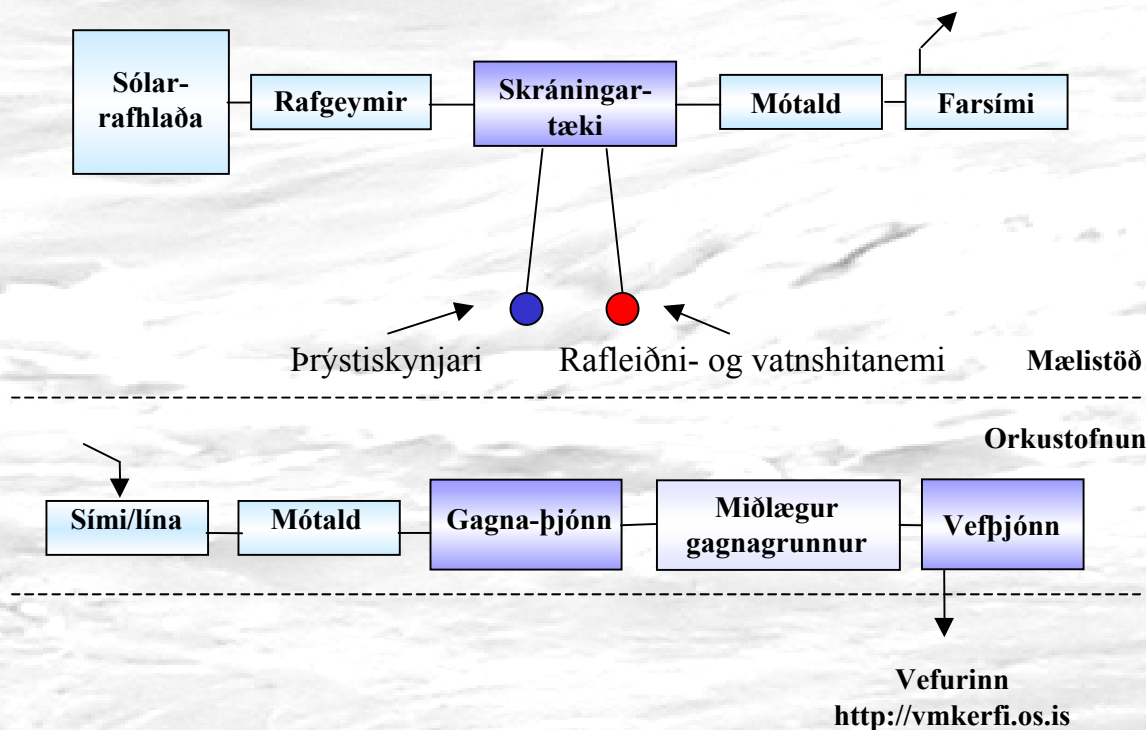 Sólar-
rafhlaða
Rafgeymir
Skráningar-
tæki
Mótald
Farsími
Þrýstiskynjari
Rafleiðni- og vatnshitanemi
Mælistöð
Orkustofnun
Sími/lína
Mótald
Gagna-þjónn
Miðlægur
gagnagrunnur
Vefþjónn
Vefurinn
http://vmkerfi.os.is